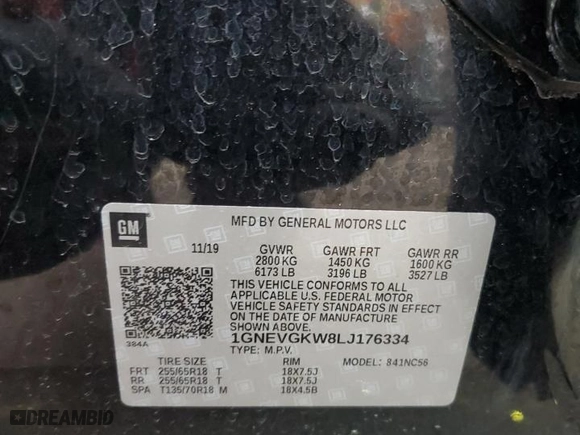 GM
MFD BY GENERAL MOTORS LLC
11/19 GVWR GAWR FRT GAWR RR
2800 KG 1450 KG 1600 KG
6173 LB 3196 LB 3527 LB
THIS VEHICLE CONFORMS TO ALL
APPLICABLE U.S. FEDERAL MOTOR
VEHICLE SAFETY STANDARDS IN EFFECT
ON THE DATE OF MANUFACTURE
SHOWN ABOVE.
384A
1GNEVGKW8LJ176334
TYPE: M.P.V. MODEL: 841NC56
TIRE SIZE RIM
FRT 255/65R18 T 18X7.5J
RR 255/65R18 T 18X7.5J
SPA T135/70R18 M 18X4.5B
DREAMBID